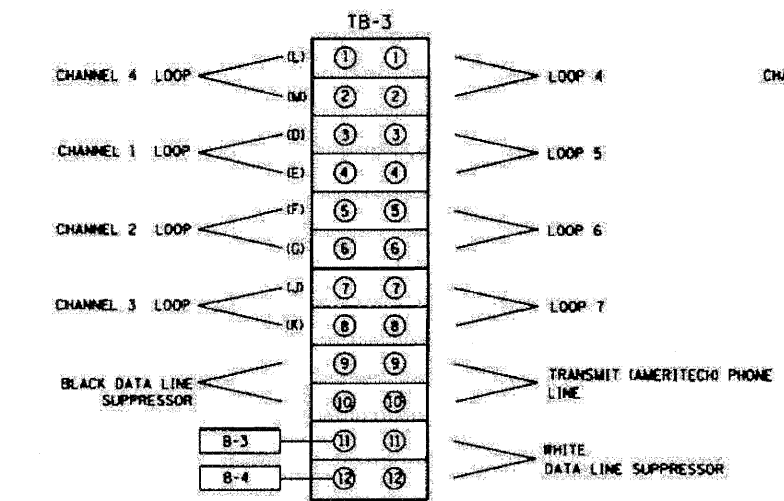 TB-3
(L) 1 1
CHANNEL 4 LOOP LOOP 4
(M) 2 2
(D) 3 3
CHANNEL 1 LOOP LOOP 5
(E) 4 4
(F) 5 5
CHANNEL 2 LOOP LOOP 6
(G) 6 6
(J) 7 7
CHANNEL 3 LOOP LOOP 7
(K) 8 8
9 9
BLACK DATA LINE
SUPPRESSOR
TRANSMIT (AMERITECH) PHONE
LINE
10 10
B-3 11 11
WHITE
DATA LINE SUPPRESSOR
B-4 12 12